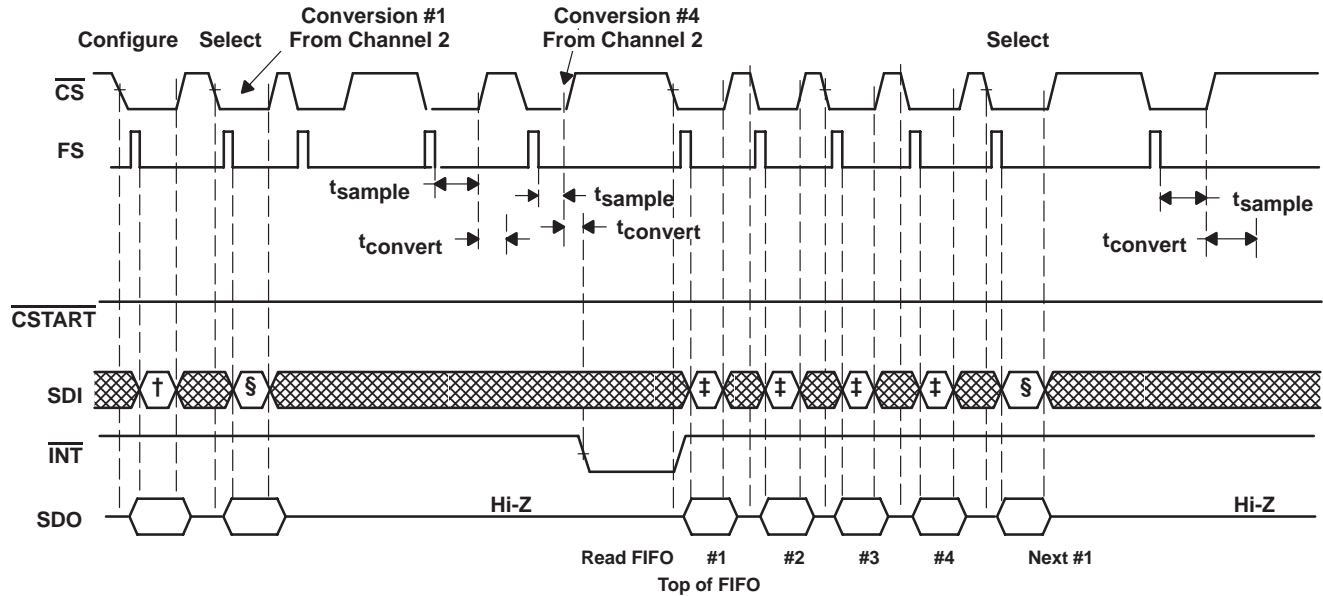 Conversion #1
From Channel 2
Conversion #4
From Channel 2
Configure
Select
Select
CS
FS
tsample
tsample
tconvert
tconvert
tsample
tconvert
CSTART
SDI
†
§
‡
‡
‡
‡
§
INT
SDO
Hi-Z
Hi-Z
Read FIFO
#1
#2
#3
#4
Next #1
Top of FIFO